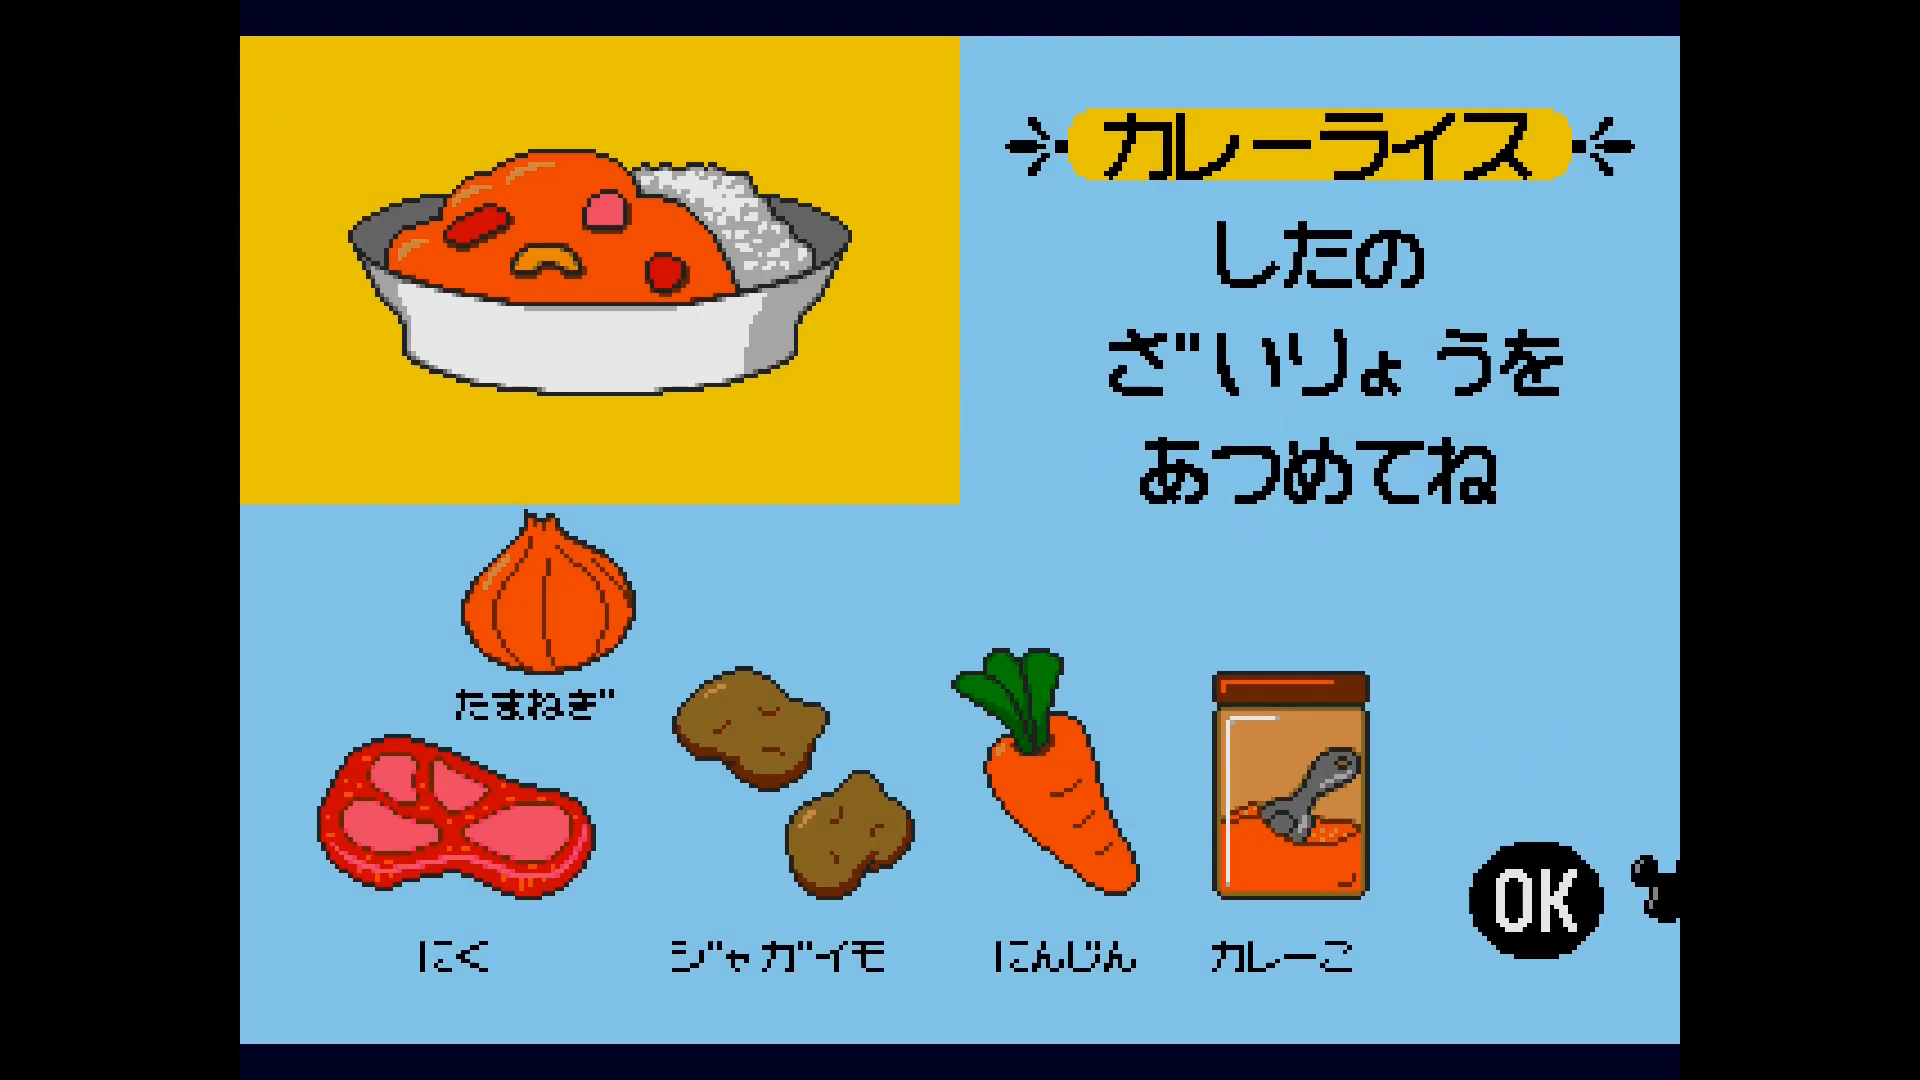 カレーライス
したの
ざいりょうを
あつめてね
たまねぎ
にく
ジャガイモ
にんじん
カレーこ
OK